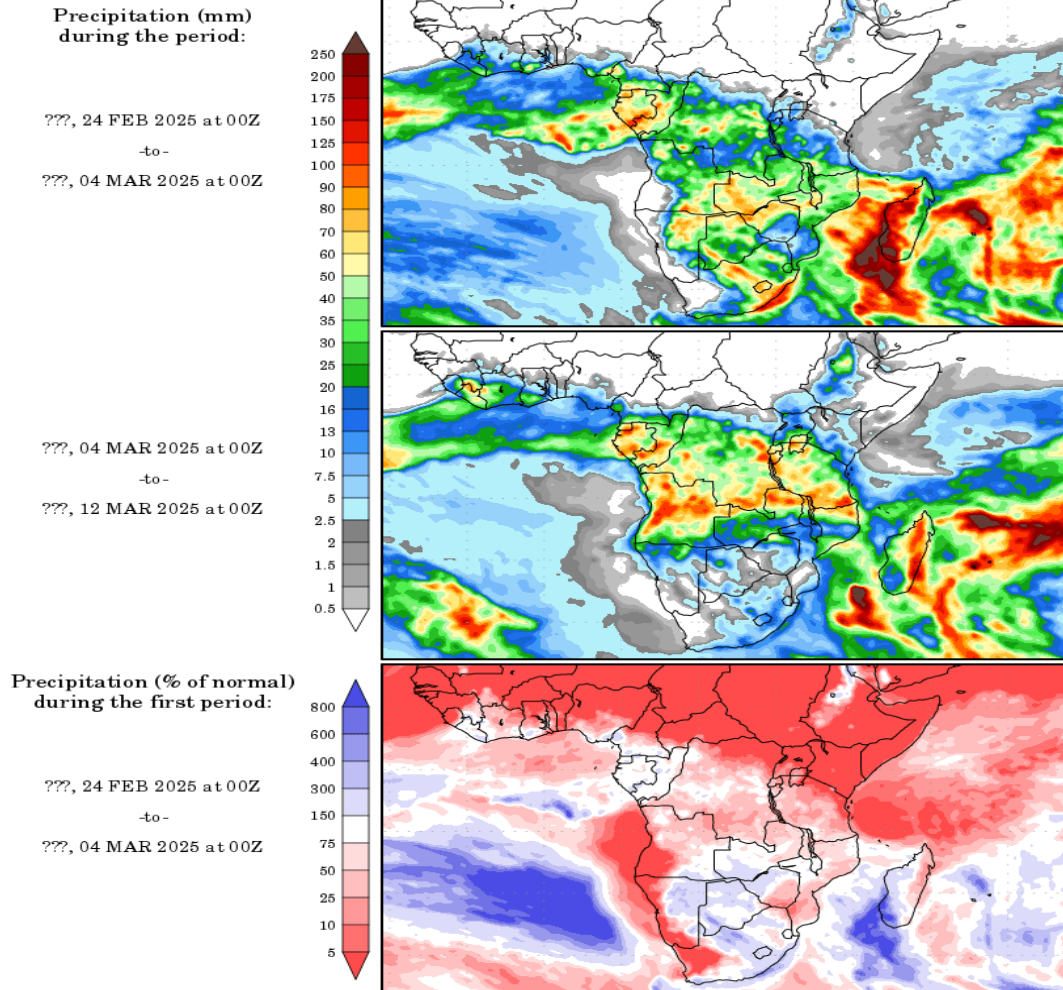 Precipitation (mm)
during the period:
???, 24 FEB 2025 at 00Z
-to-
???, 04 MAR 2025 at 00Z
250
200
175
150
125
100
90
80
70
60
50
40
35
30
25
20
16
13
10
7.5
5
2.5
2
1.5
1
0.5
???, 04 MAR 2025 at 00Z
-to-
???, 12 MAR 2025 at 00Z
Precipitation (% of normal)
during the first period:
???, 24 FEB 2025 at 00Z
-to-
???, 04 MAR 2025 at 00Z
800
600
400
300
150
75
50
25
10
5